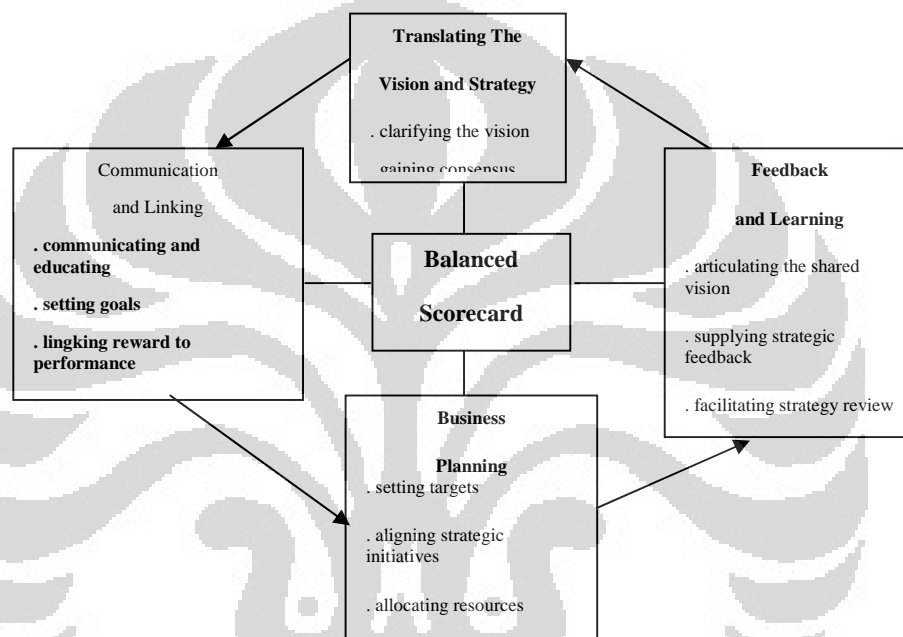 Translating The
Vision and Strategy
. clarifying the vision
gaining consensus
Communication
and Linking
. communicating and
educating
. setting goals
. lingking reward to
performance
Balanced
Scorecard
Feedback
and Learning
. articulating the shared
vision
. supplying strategic
feedback
. facilitating strategy review
Business
Planning
. setting targets
. aligning strategic
initiatives
. allocating resources